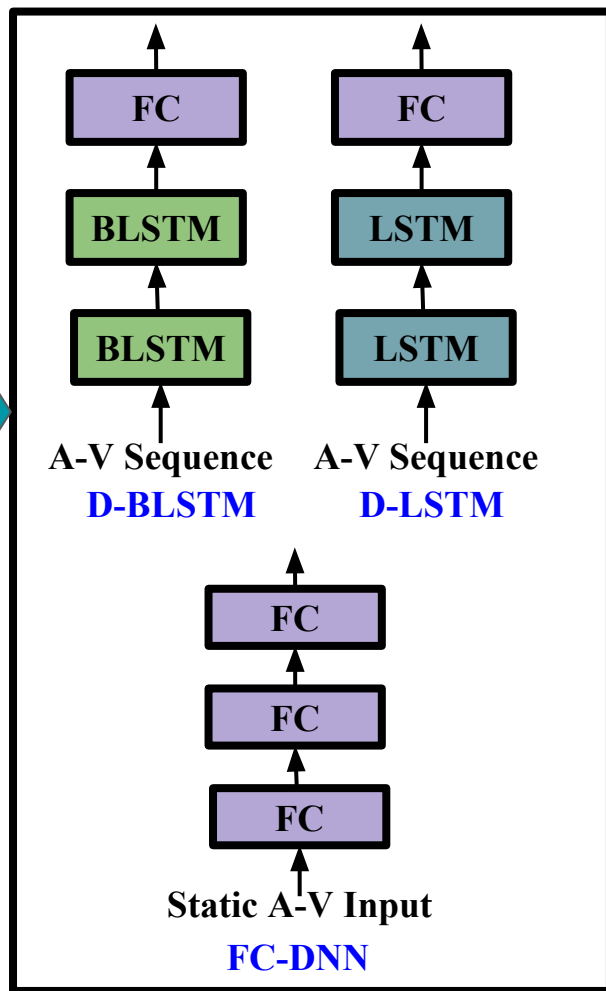 FC
BLSTM
BLSTM
A-V Sequence
D-BLSTM
FC
LSTM
LSTM
A-V Sequence
D-LSTM
FC
FC
FC
Static A-V Input
FC-DNN